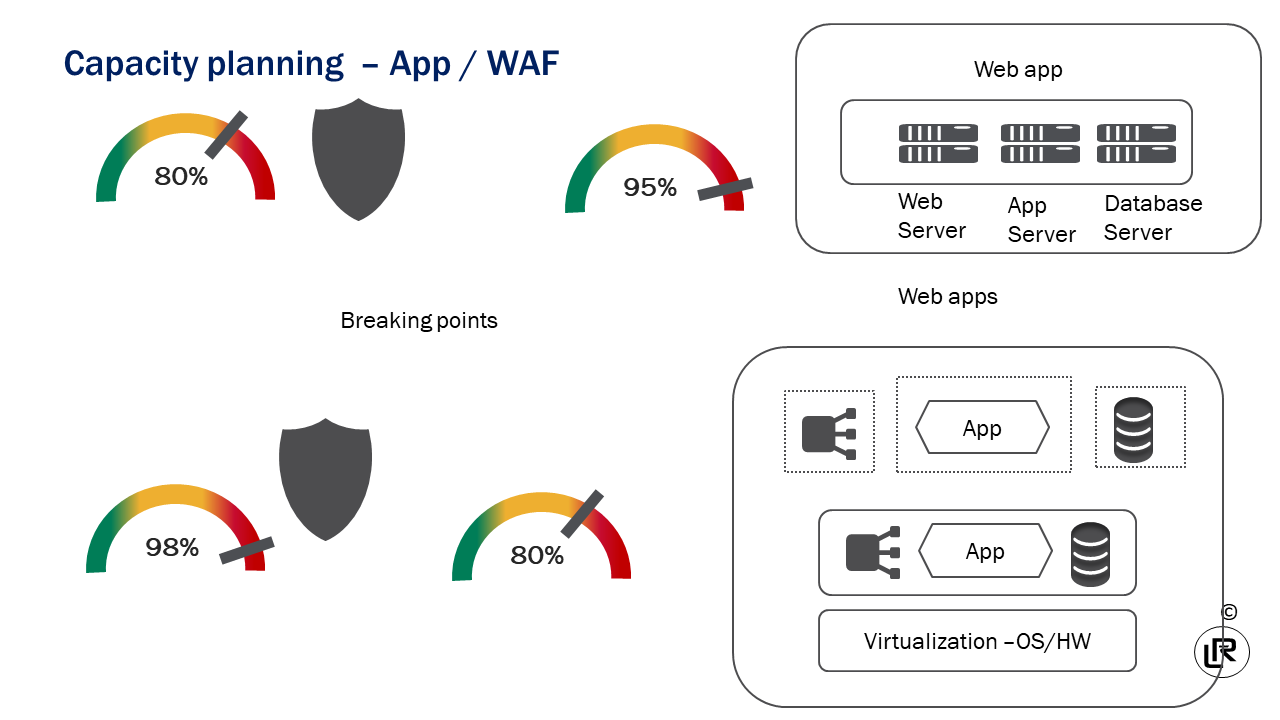 Capacity planning – App / WAF
Web app
80%
95%
Web
Server
App
Server
Database
Server
Web apps
Breaking points
App
98%
80%
App
Virtualization –OS/HW
©
LR